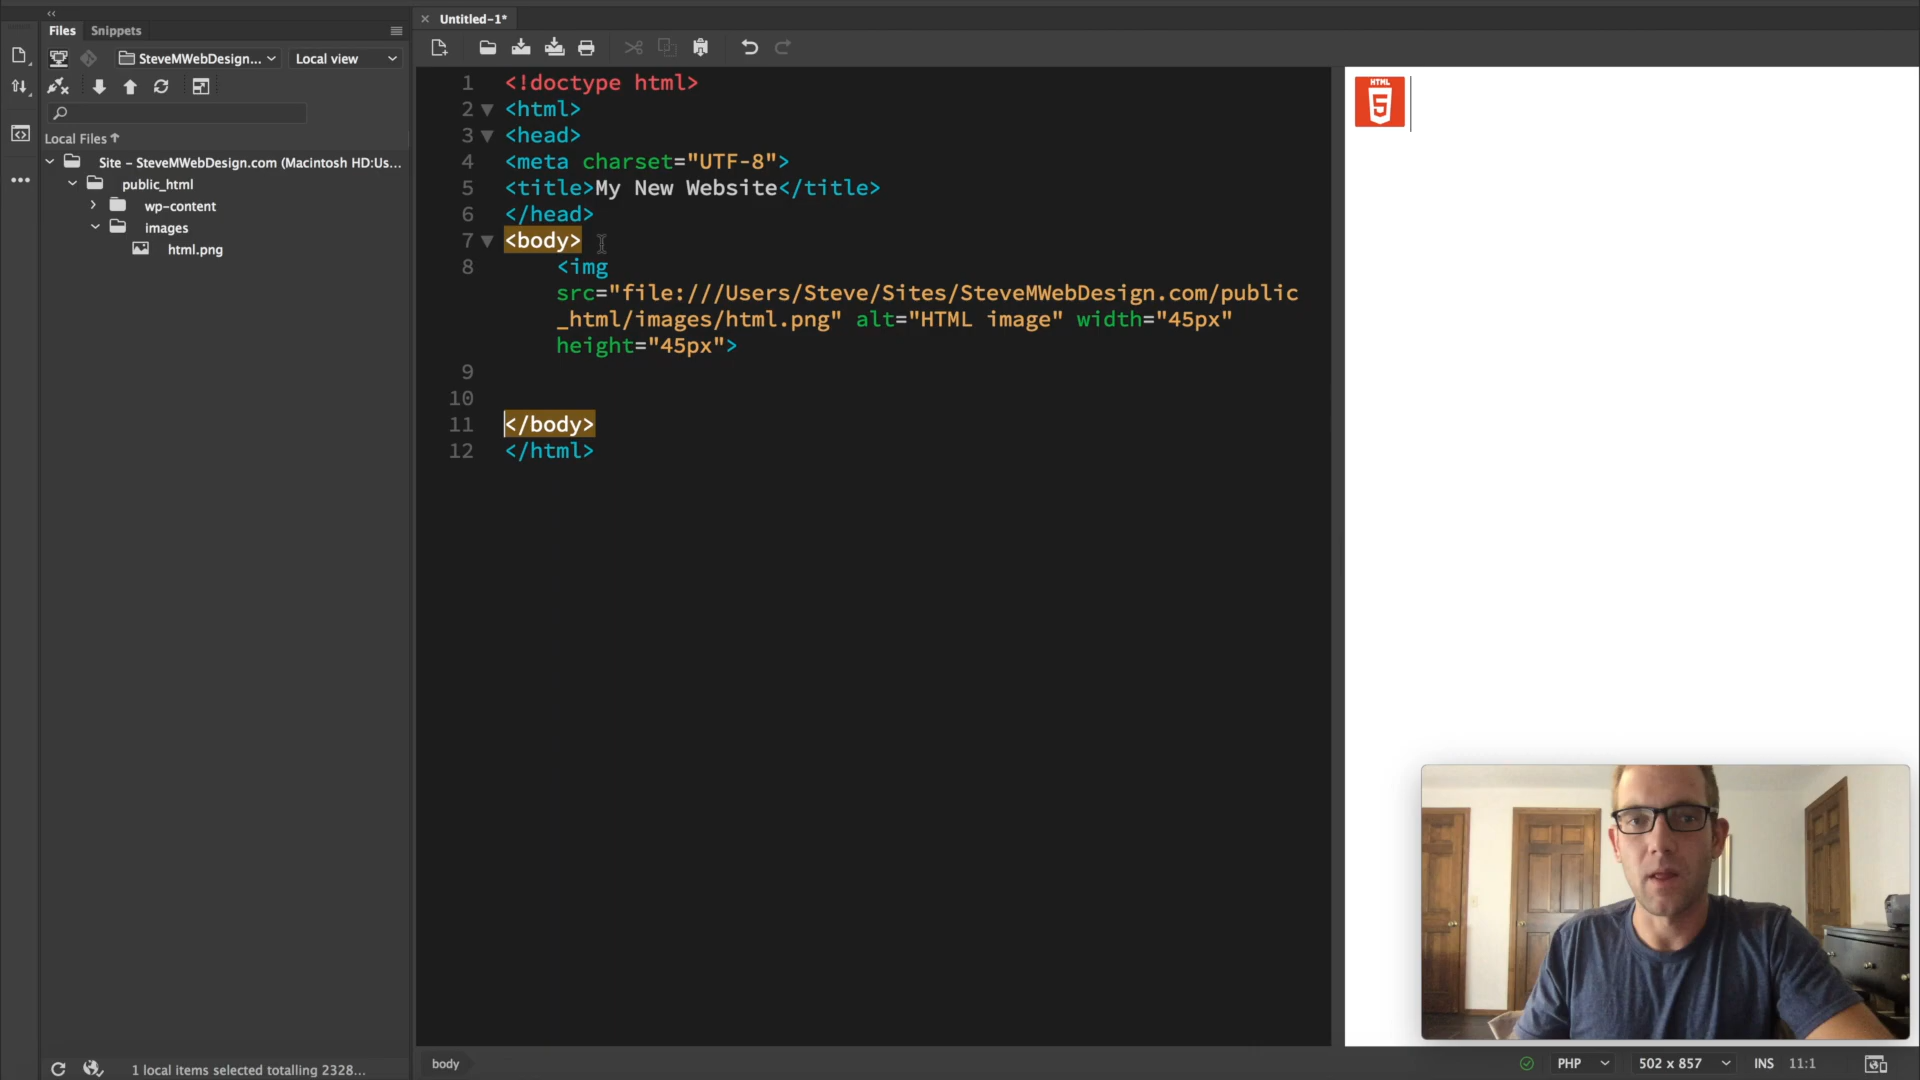 Files Snippets
SteveMWebDesign... Local view
Local Files
Site – SteveMWebDesign.com (Macintosh HD:Us...
public_html
wp-content
images
html.png
1 local items selected totalling 2328...
Untitled-1*
1 <!doctype html>
2 <html>
3 <head>
4 <meta charset="UTF-8">
5 <title>My New Website</title>
6 </head>
7 <body>
8 <img
src="file:///Users/Steve/Sites/SteveMWebDesign.com/public
_html/images/html.png" alt="HTML image" width="45px"
height="45px">
9
10
11 </body>
12 </html>
body
HTML
5
PHP 502 x 857 INS 11:1